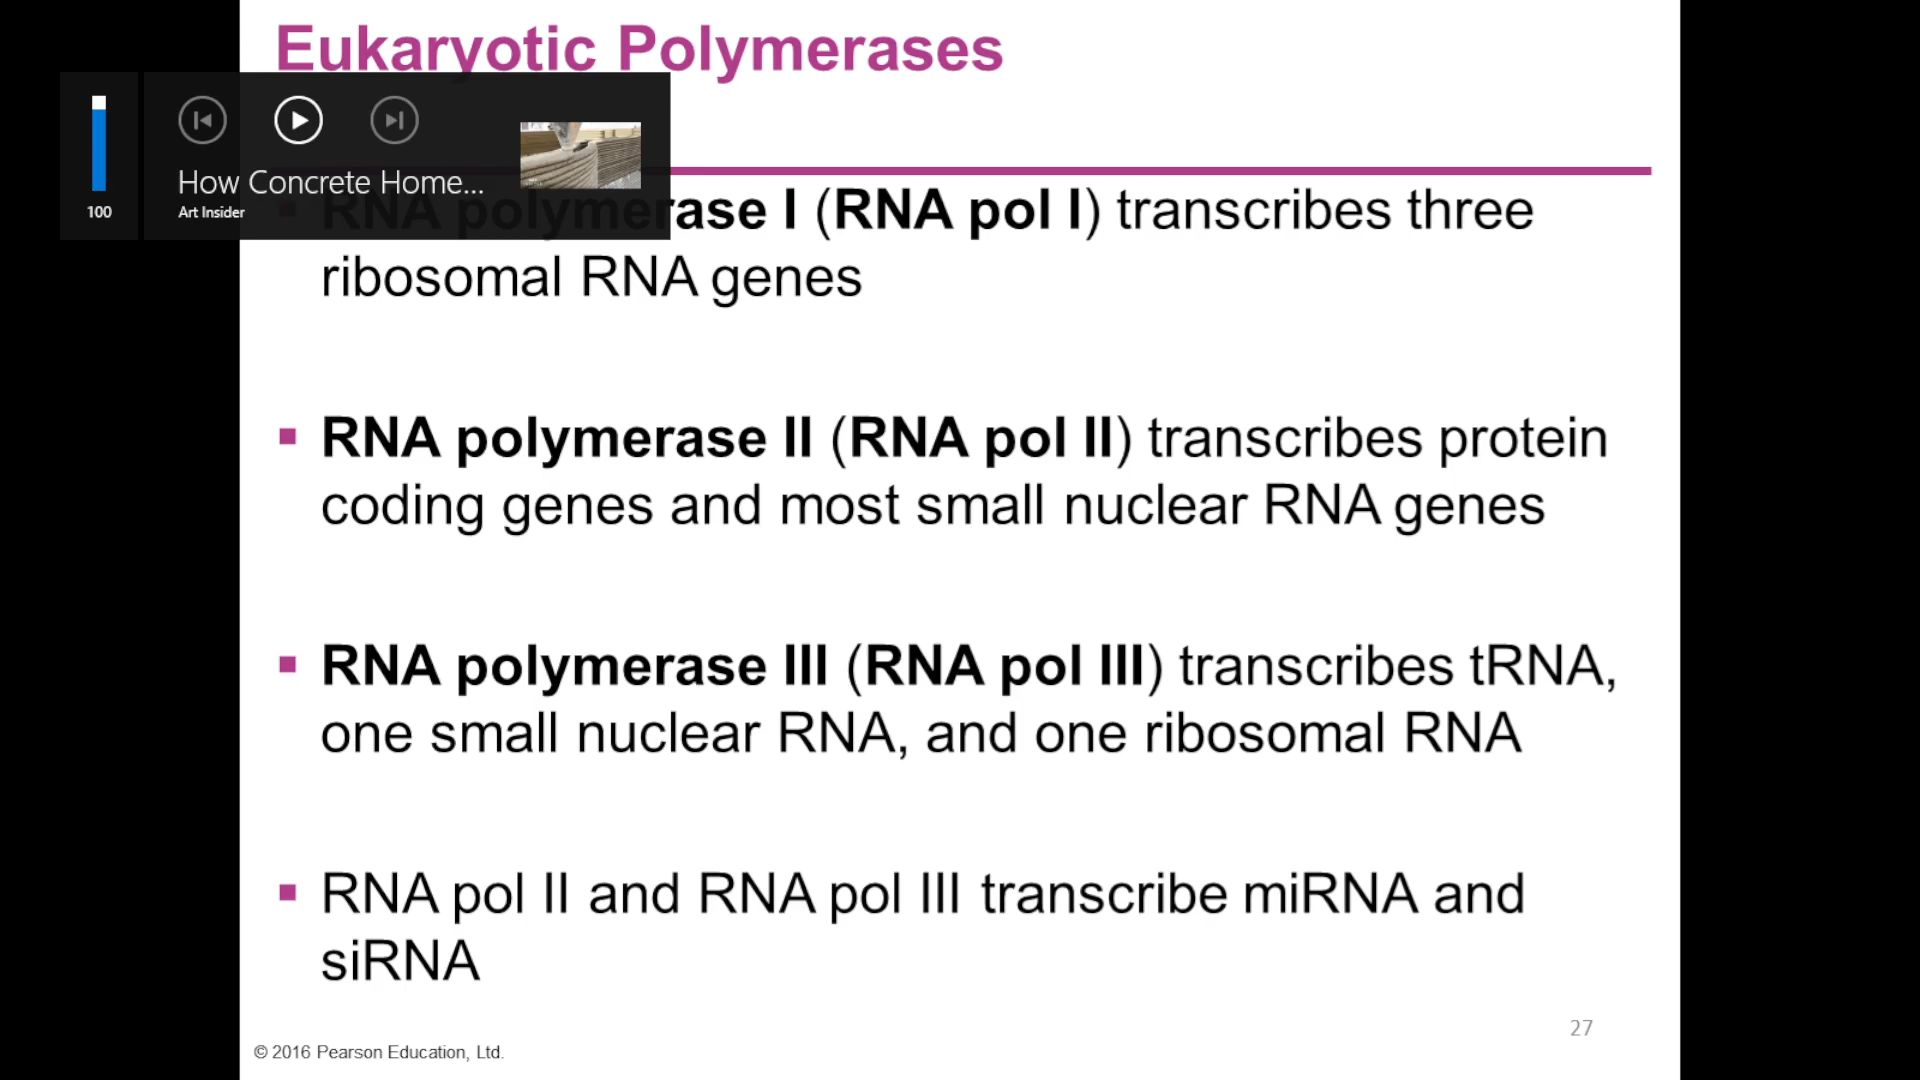 Eukaryotic Polymerases
100
How Concrete Home...
Art Insider
RNA polymerase I (RNA pol I) transcribes three
ribosomal RNA genes
▪ RNA polymerase II (RNA pol II) transcribes protein
coding genes and most small nuclear RNA genes
▪ RNA polymerase III (RNA pol III) transcribes tRNA,
one small nuclear RNA, and one ribosomal RNA
▪ RNA pol II and RNA pol III transcribe miRNA and
siRNA
27
© 2016 Pearson Education, Ltd.